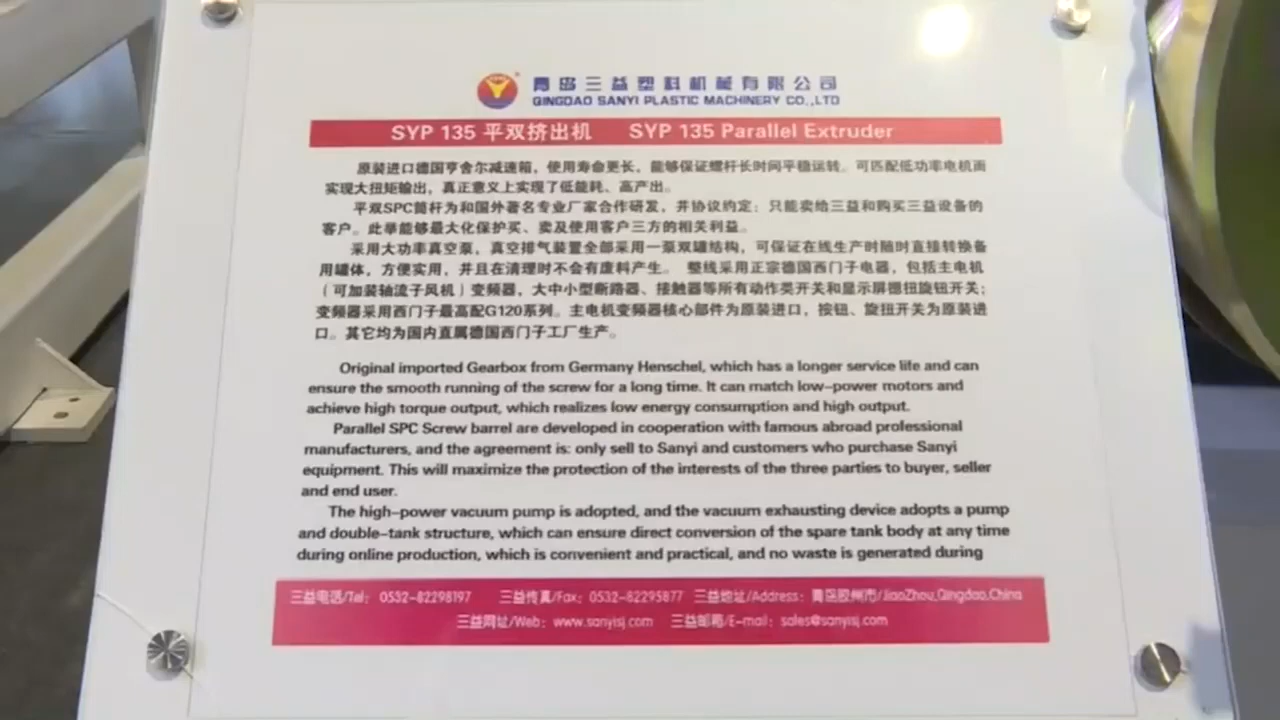 青岛三益塑料机械有限公司
QINGDAO SANYI PLASTIC MACHINERY CO.,LTD
SYP 135 平双挤出机 SYP 135 Parallel Extruder
原装进口德国亨舍尔减速箱，使用寿命更长，能够保证螺杆长时间平稳运转。可匹配低功率电机而
实现大扭矩输出，真正意义上实现了低能耗、高产出。
平双SPC筒杆为和国外著名专业厂家合作研发，并协议约定：只能卖给三益和购买三益设备的
客户。此举能够最大化保护买、卖及使用客户三方的相关利益。
采用大功率真空泵，真空排气装置全部采用一泵双罐结构，可保证在线生产时随时直接转换备
用罐体，方便实用，并且在清理时不会有废料产生。 整线采用正宗德国西门子电器，包括主电机
（可加装轴流子风机）变频器，大中小型断路器、接触器等所有动作类开关和显示屏摁扭旋钮开关；
变频器采用西门子最高配G120系列。主电机变频器核心部件为原装进口，按钮、旋扭开关为原装进
口。其它均为国内直属德国西门子工厂生产。
Original imported Gearbox from Germany Henschel, which has a longer service life and can
ensure the smooth running of the screw for a long time. It can match low-power motors and
achieve high torque output, which realizes low energy consumption and high output.
Parallel SPC Screw barrel are developed in cooperation with famous abroad professional
manufacturers, and the agreement is: only sell to Sanyi and customers who purchase Sanyi
equipment. This will maximize the protection of the interests of the three parties to buyer, seller
and end user.
The high-power vacuum pump is adopted, and the vacuum exhausting device adopts a pump
and double-tank structure, which can ensure direct conversion of the spare tank body at any time
during online production, which is convenient and practical, and no waste is generated during
三益电话/Tel： 0532-82298197 三益传真/Fax： 0532-82295877 三益地址/Address： 青岛胶州市/JiaoZhou,Qingdao,China
三益网址/Web： www.sanyisj.com 三益邮箱/E-mail： sales@sanyisj.com